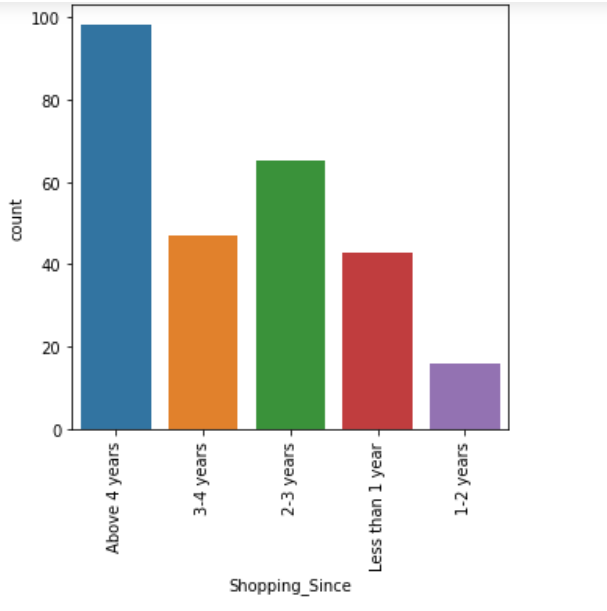 100
80
60
40
20
0
count
Above 4 years
3-4 years
2-3 years
Less than 1 year
1-2 years
Shopping_Since